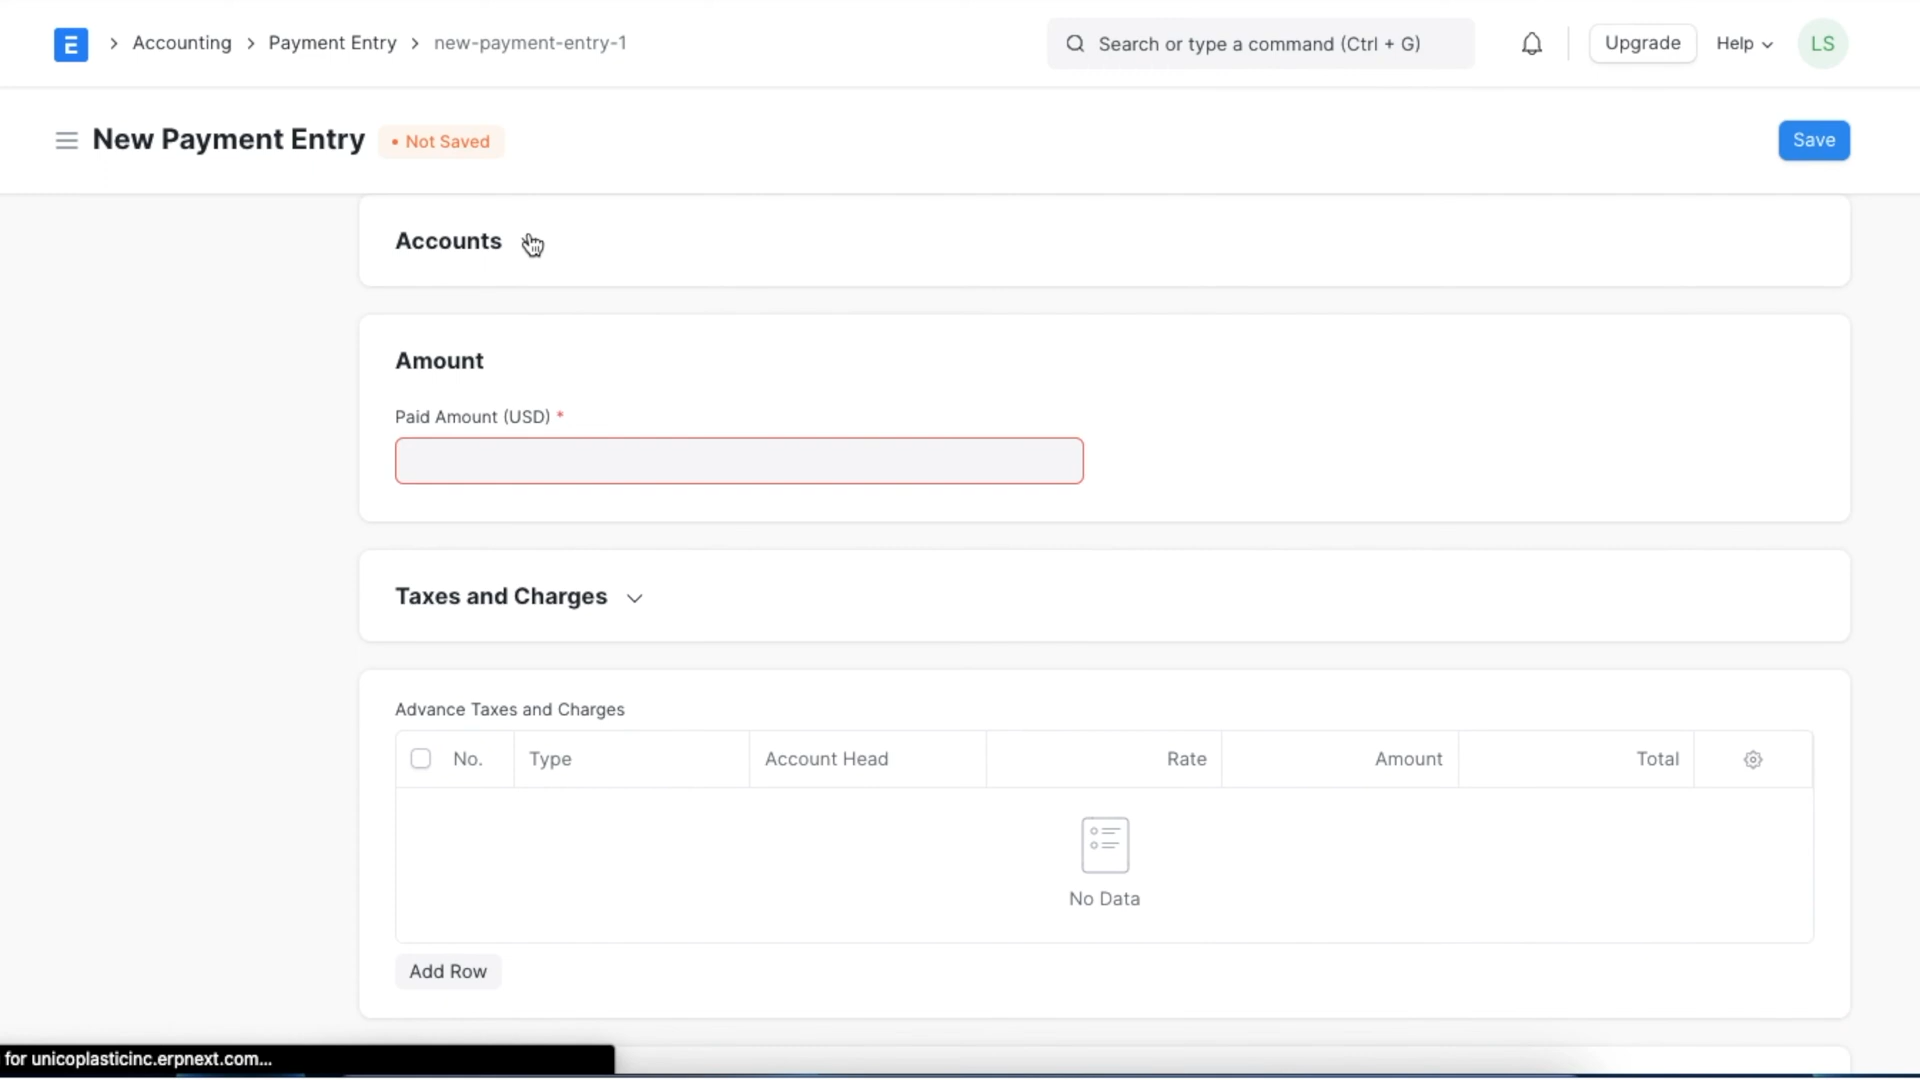 E > Accounting > Payment Entry > new-payment-entry-1
Search or type a command (Ctrl + G)
Upgrade
Help
LS
New Payment Entry
• Not Saved
Save
Accounts
Amount
Paid Amount (USD) *
Taxes and Charges
Advance Taxes and Charges
No. Type Account Head Rate Amount Total
No Data
Add Row
for unicoplasticinc.erpnext.com...